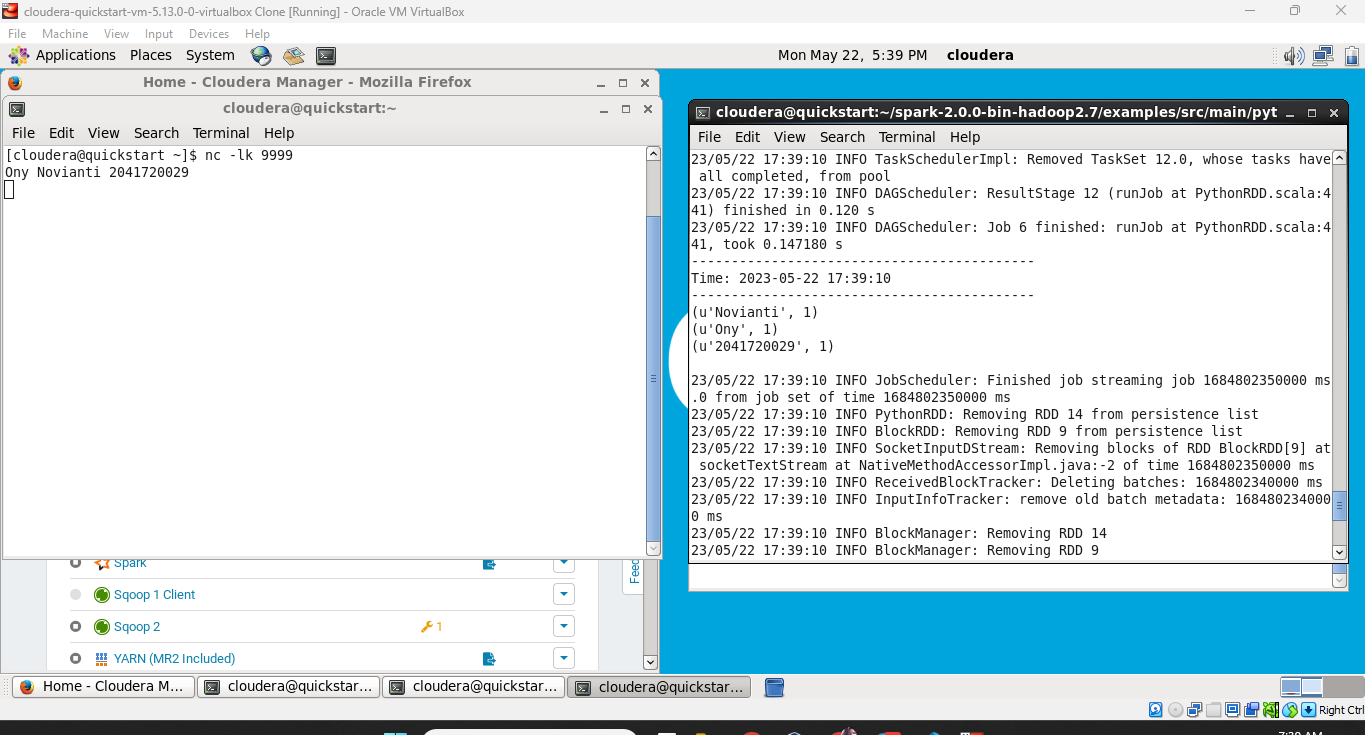 cloudera-quickstart-vm-5.13.0-0-virtualbox Clone [Running] - Oracle VM VirtualBox
File Machine View Input Devices Help
Applications Places System Mon May 22, 5:39 PM cloudera
Home - Cloudera Manager - Mozilla Firefox
cloudera@quickstart:~
File Edit View Search Terminal Help
[cloudera@quickstart ~]$ nc -lk 9999
Ony Novianti 2041720029
Spark
Sqoop 1 Client
Sqoop 2 1
YARN (MR2 Included)
Feed
cloudera@quickstart:~/spark-2.0.0-bin-hadoop2.7/examples/src/main/pyt
File Edit View Search Terminal Help
23/05/22 17:39:10 INFO TaskSchedulerImpl: Removed TaskSet 12.0, whose tasks have
all completed, from pool
23/05/22 17:39:10 INFO DAGScheduler: ResultStage 12 (runJob at PythonRDD.scala:4
41) finished in 0.120 s
23/05/22 17:39:10 INFO DAGScheduler: Job 6 finished: runJob at PythonRDD.scala:4
41, took 0.147180 s
-------------------------------------------
Time: 2023-05-22 17:39:10
-------------------------------------------
(u'Novianti', 1)
(u'Ony', 1)
(u'2041720029', 1)
23/05/22 17:39:10 INFO JobScheduler: Finished job streaming job 1684802350000 ms
.0 from job set of time 1684802350000 ms
23/05/22 17:39:10 INFO PythonRDD: Removing RDD 14 from persistence list
23/05/22 17:39:10 INFO BlockRDD: Removing RDD 9 from persistence list
23/05/22 17:39:10 INFO SocketInputDStream: Removing blocks of RDD BlockRDD[9] at
socketTextStream at NativeMethodAccessorImpl.java:-2 of time 1684802350000 ms
23/05/22 17:39:10 INFO ReceivedBlockTracker: Deleting batches: 1684802340000 ms
23/05/22 17:39:10 INFO InputInfoTracker: remove old batch metadata: 168480234000
0 ms
23/05/22 17:39:10 INFO BlockManager: Removing RDD 14
23/05/22 17:39:10 INFO BlockManager: Removing RDD 9
Home - Cloudera M... cloudera@quickstar... cloudera@quickstar... cloudera@quickstar...
Right Ctrl